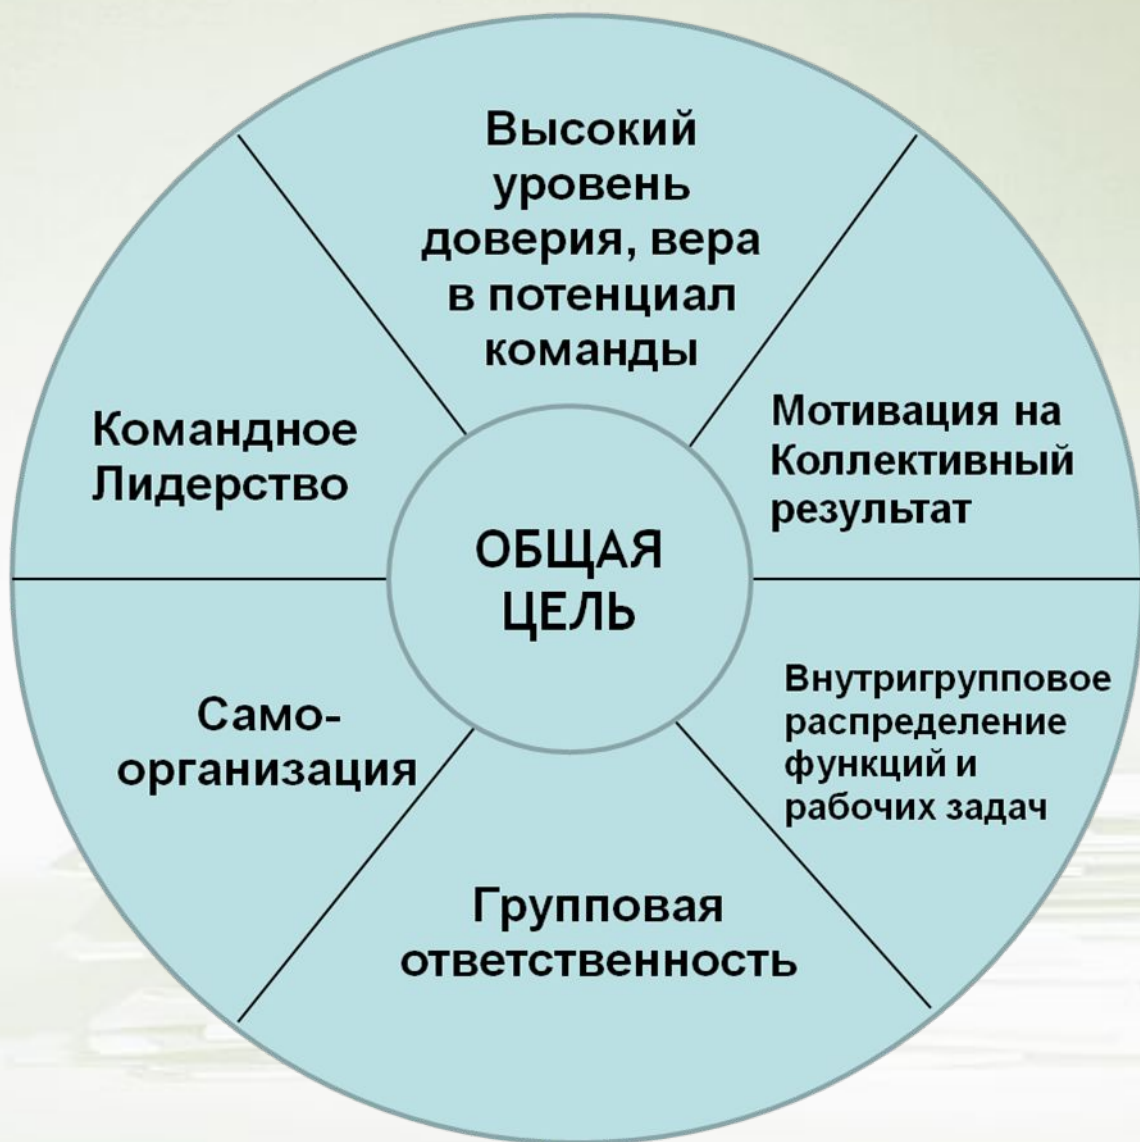 Высокий
уровень
доверия, вера
в потенциал
команды
Мотивация на
Коллективный
результат
Внутригрупповое
распределение
функций и
рабочих задач
Групповая
ответственность
Само-
организация
Командное
Лидерство
ОБЩАЯ
ЦЕЛЬ